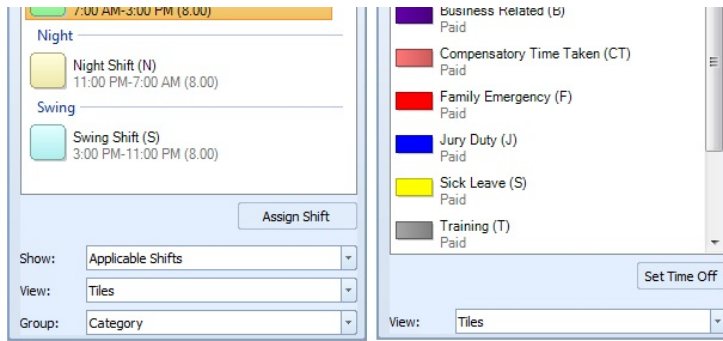 7:00 AM-3:00 PM (8.00)
Night
Night Shift (N)
11:00 PM-7:00 AM (8.00)
Swing
Swing Shift (S)
3:00 PM-11:00 PM (8.00)
Assign Shift
Show: Applicable Shifts
View: Tiles
Group: Category
Business Related (B)
Paid
Compensatory Time Taken (CT)
Paid
Family Emergency (F)
Paid
Jury Duty (J)
Paid
Sick Leave (S)
Paid
Training (T)
Paid
Set Time Off
View: Tiles